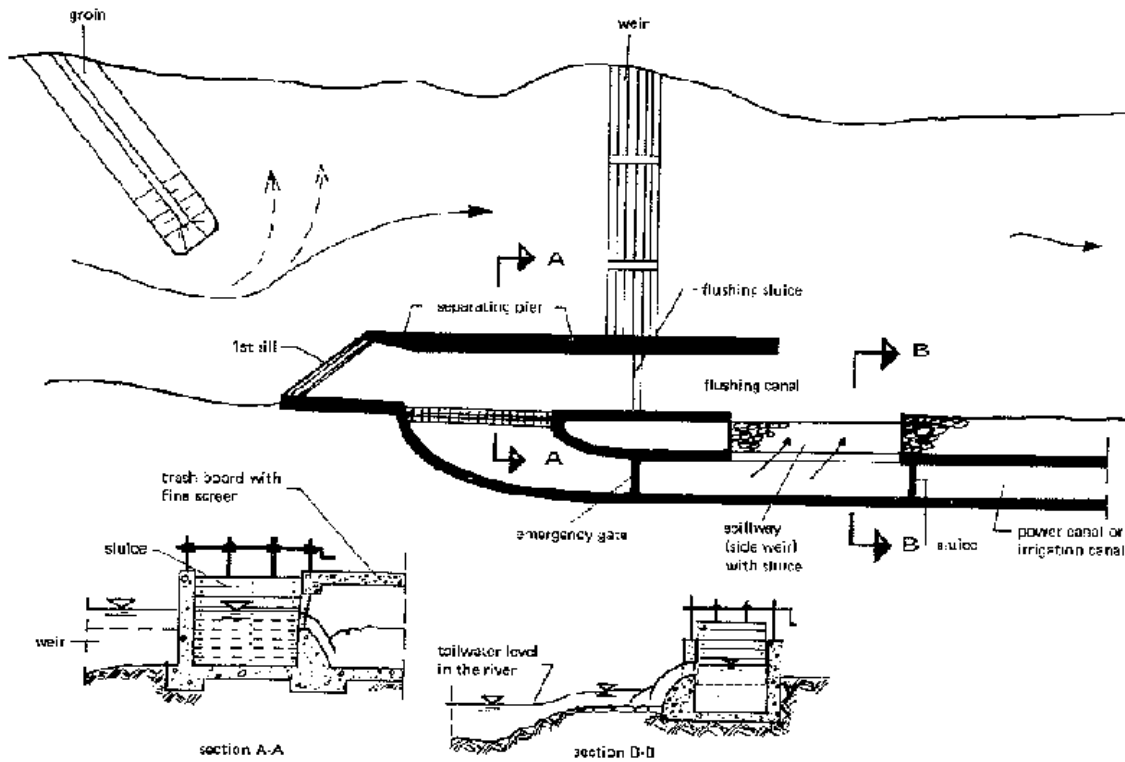 groin
weir
A
flushing sluice
separating pier
1st sill
B
flushing canal
A
trash board with
fine screen
emergency gate
spillway
(side weir)
with sluice
B
sluice
power canal or
irrigation canal
sluice
weir
tailwater level
in the river
section A-A
section B-B